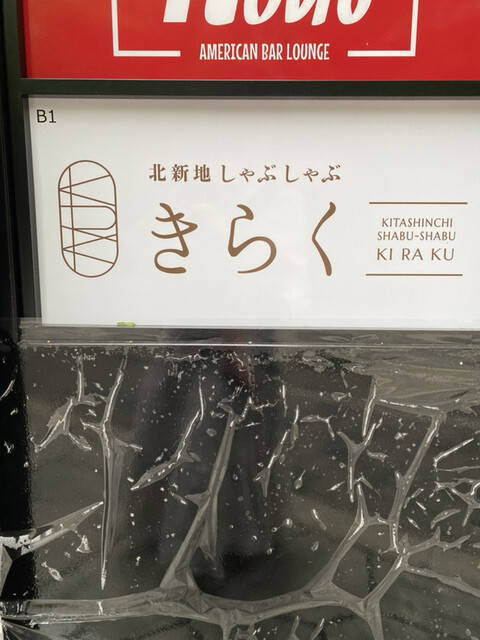 AMERICAN BAR LOUNGE
B1
北新地 しゃぶしゃぶ
きらく
KITASHINCHI
SHABU-SHABU
KI RA KU